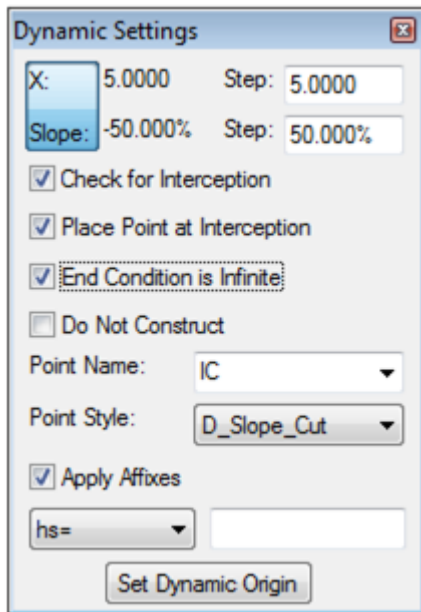 Dynamic Settings
X: 5.0000 Step: 5.0000
Slope: -50.000% Step: 50.000%
Check for Interception
Place Point at Interception
End Condition is Infinite
Do Not Construct
Point Name: IC
Point Style: D_Slope_Cut
Apply Affixes
hs=
Set Dynamic Origin